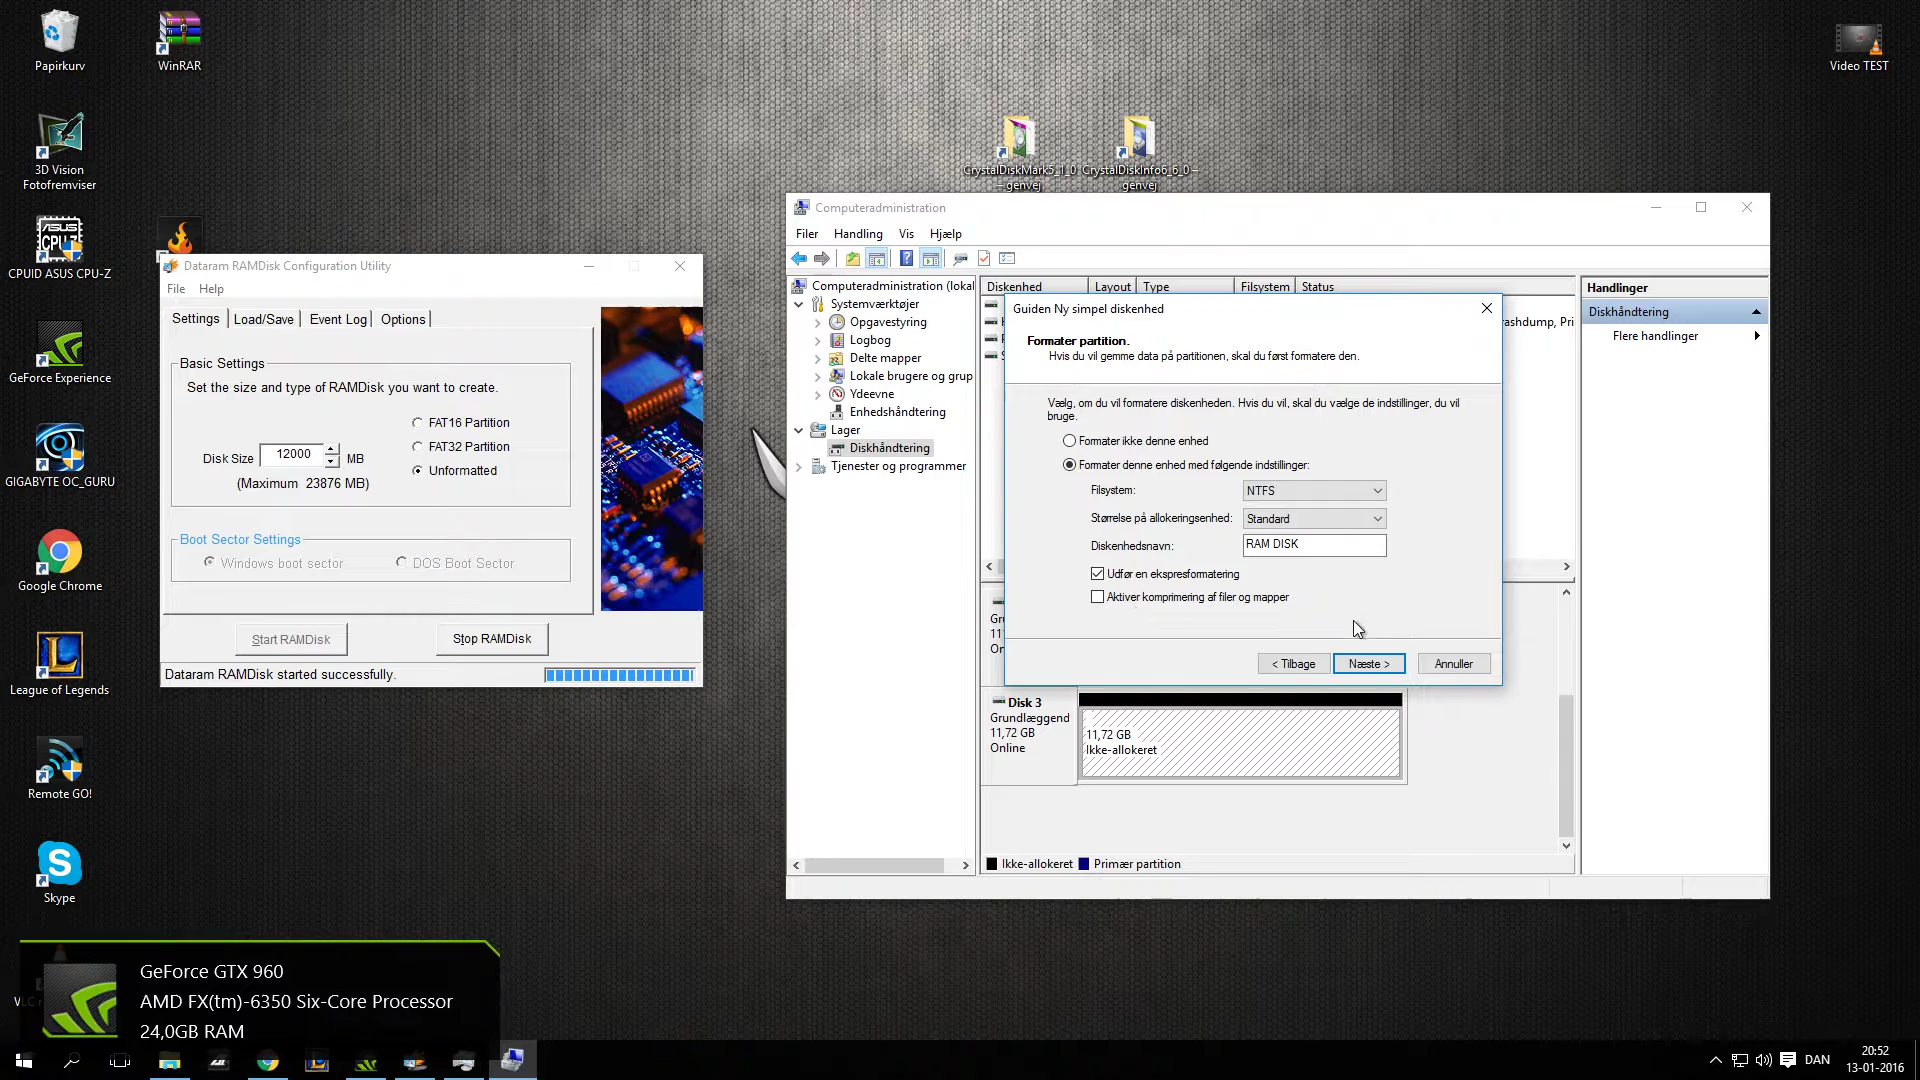 Papirkurv
WinRAR
Video TEST
3D Vision
Fotofremviser
CrystalDiskMark5_1_0
– genvej
CrystalDiskInfo6_6_0 –
genvej
CPUID ASUS CPU-Z
GeForce Experience
GIGABYTE OC_GURU
Google Chrome
League of Legends
Remote GO!
Skype
Dataram RAMDisk Configuration Utility
File Help
Settings Load/Save Event Log Options
Basic Settings
Set the size and type of RAMDisk you want to create.
FAT16 Partition
FAT32 Partition
Disk Size 12000 MB
Unformatted
(Maximum 23876 MB)
Boot Sector Settings
Windows boot sector DOS Boot Sector
Start RAMDisk Stop RAMDisk
Dataram RAMDisk started successfully.
Computeradministration
Filer Handling Vis Hjælp
Computeradministration (lokal
Systemværktøjer
Opgavestyring
Logbog
Delte mapper
Lokale brugere og grup
Ydeevne
Enhedshåndtering
Lager
Diskhåndtering
Tjenester og programmer
Diskenhed Layout Type Filsystem Status
ashdump, Pri
Handlinger
Diskhåndtering
Flere handlinger
Guiden Ny simpel diskenhed
Formater partition.
Hvis du vil gemme data på partitionen, skal du først formatere den.
Vælg, om du vil formatere diskenheden. Hvis du vil, skal du vælge de indstillinger, du vil
bruge.
Formater ikke denne enhed
Formater denne enhed med følgende indstillinger:
Filsystem: NTFS
Størrelse på allokeringsenhed: Standard
Diskenhedsnavn: RAM DISK
Udfør en ekspresformatering
Aktiver komprimering af filer og mapper
< Tilbage Næste > Annuller
Disk 3
Grundlæggend
11,72 GB
Online
11,72 GB
Ikke-allokeret
Ikke-allokeret Primær partition
GeForce GTX 960
AMD FX(tm)-6350 Six-Core Processor
24,0GB RAM
DAN
20:52
13-01-2016